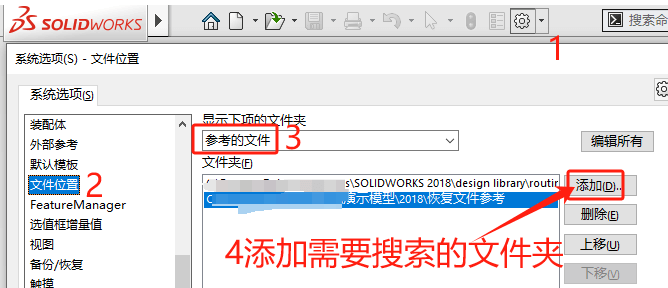 SOLIDWORKS
搜索命
1
系统选项(S) - 文件位置
系统选项(S)
装配体
外部参考
默认模板
文件位置
2
FeatureManager
选值框增量值
视图
备份/恢复
触摸
显示下项的文件夹
参考的文件
3
编辑所有
文件夹(F)
s\SOLIDWORKS 2018\design library\routin
C
演示模型\2018\恢复文件参考
添加(D)...
删除(E)
上移(U)
下移(V)
4添加需要搜索的文件夹